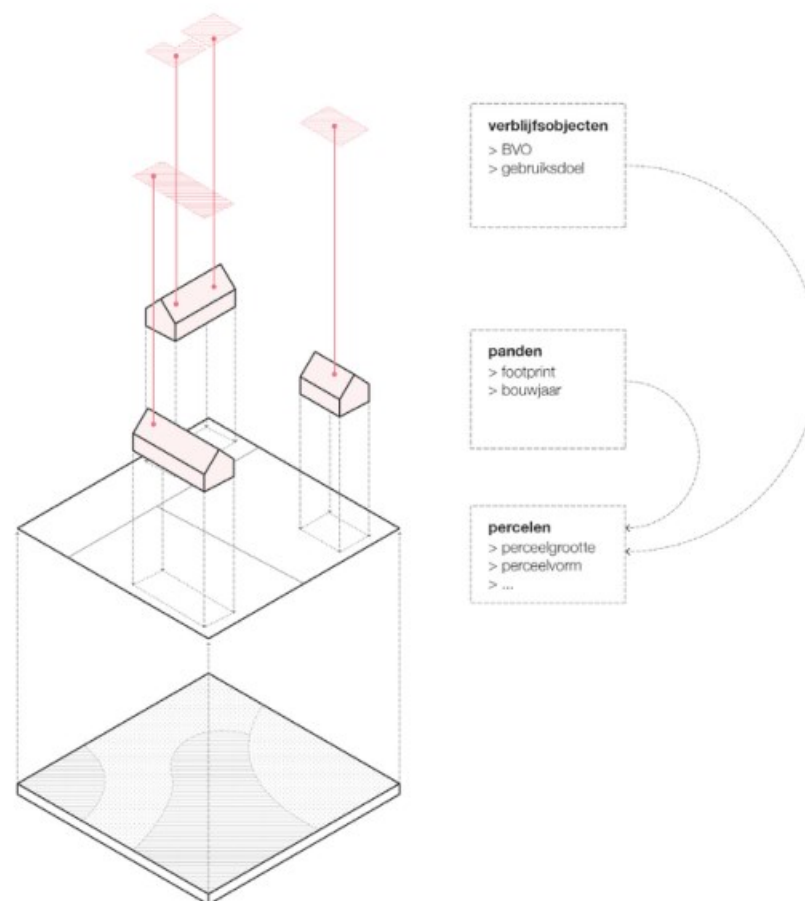 verblijfsobjecten
> BVO
> gebruiksdoel
panden
> footprint
> bouwjaar
percelen
> perceelgrootte
> perceelvorm
> ...